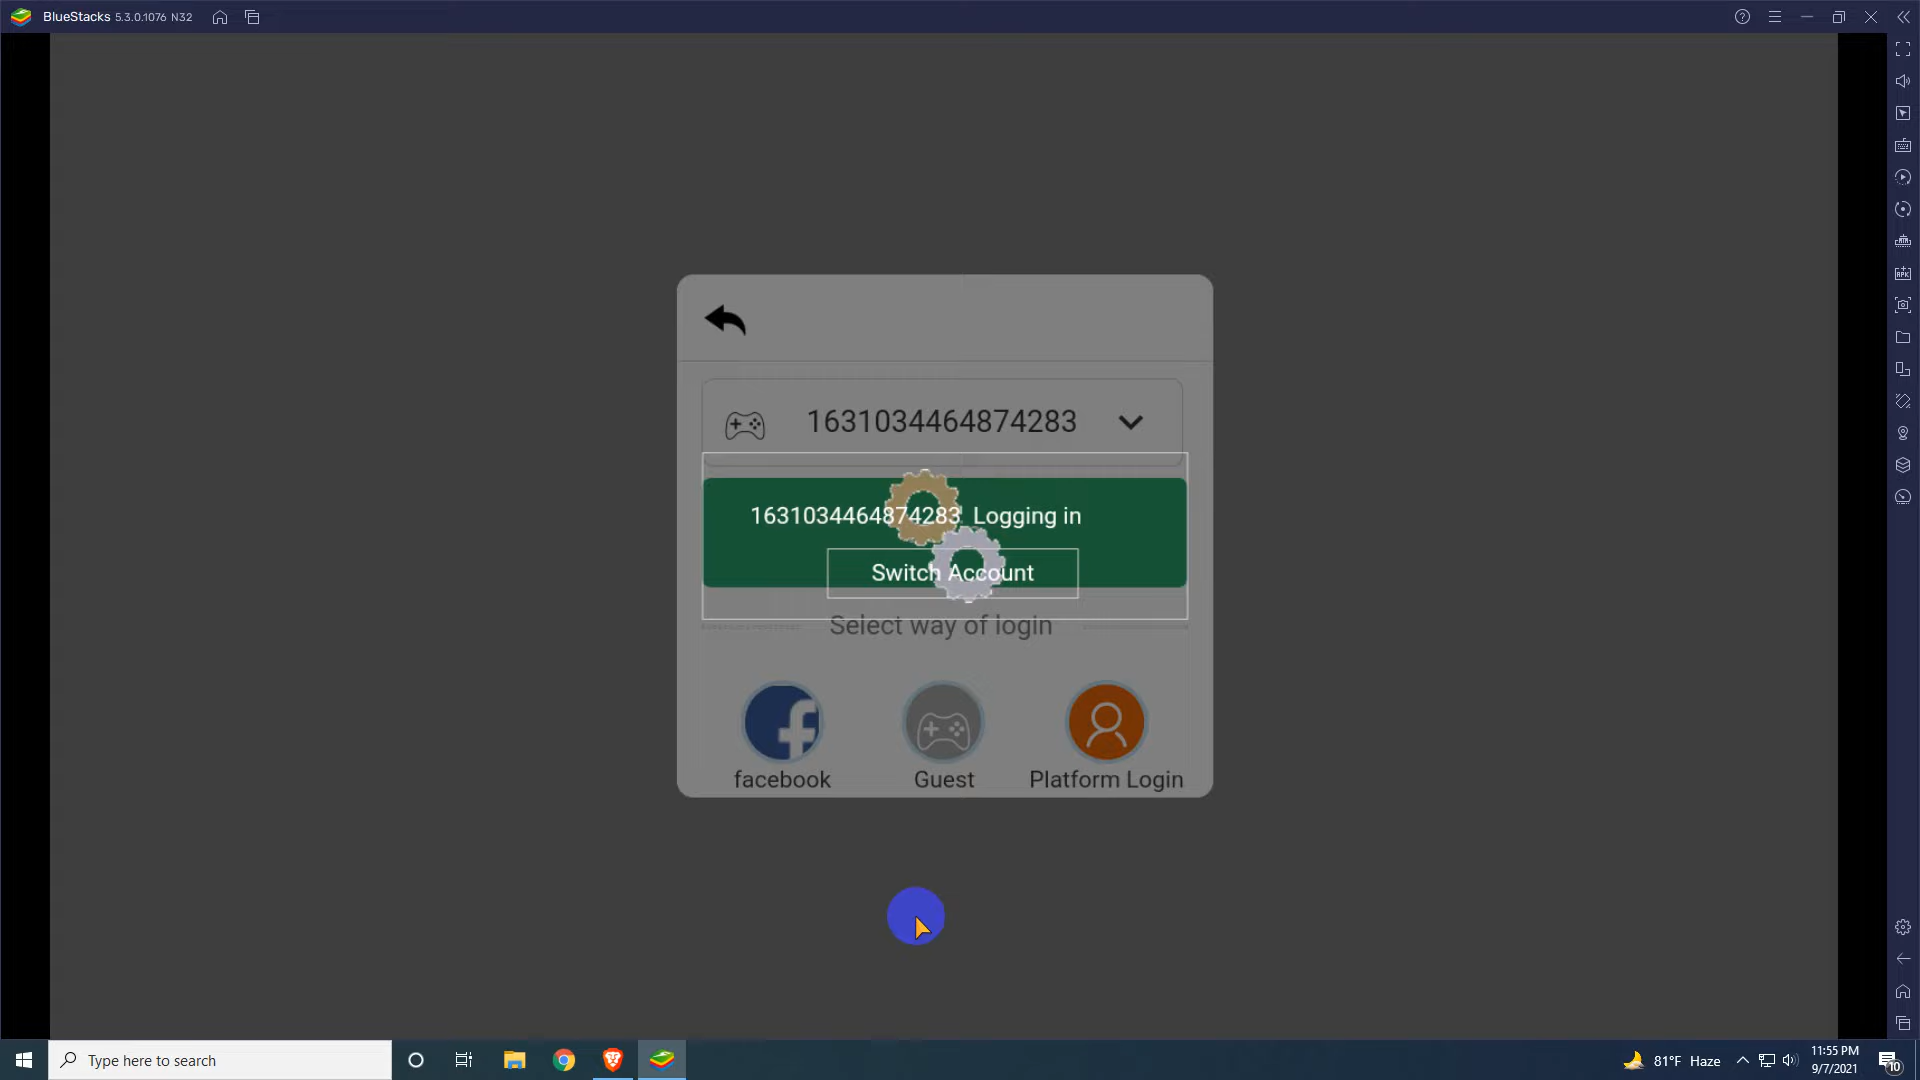 BlueStacks 5.3.0.1076 N32
1631034464874283
1631034464874283 Logging in
Switch Account
Select way of login
facebook
Guest
Platform Login
Type here to search
81°F Haze
11:55 PM
9/7/2021
10
APK